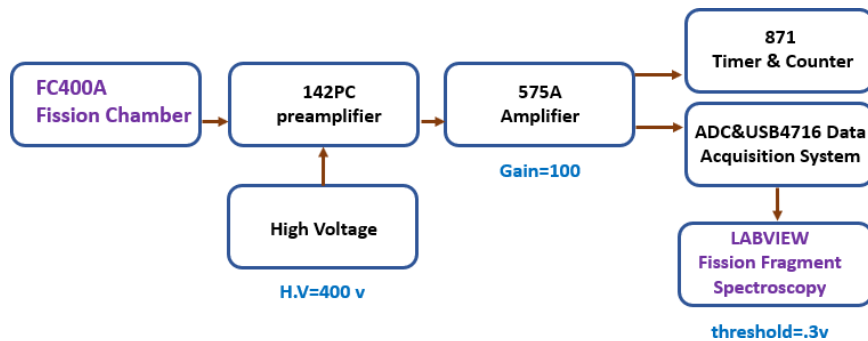 FC400A
Fission Chamber
142PC
preamplifier
575A
Amplifier
Gain=100
871
Timer & Counter
ADC&USB4716 Data
Acquisition System
High Voltage
H.V=400 v
LABVIEW
Fission Fragment
Spectroscopy
threshold=.3v